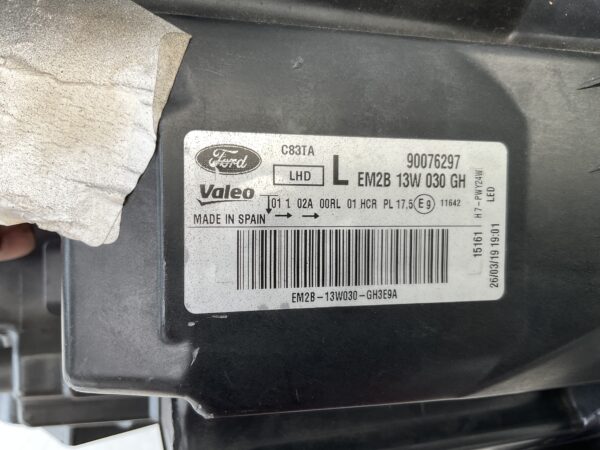 Ford C83TA 90076297
LHD L EM2B 13W 030 GH
Valeo 01 1 02A 00RL 01 HCR PL 17,5 E9 11642
MADE IN SPAIN
EM2B-13W030-GH3E9A
15161 H7-PWY24W
26/03/19 19:01 LED